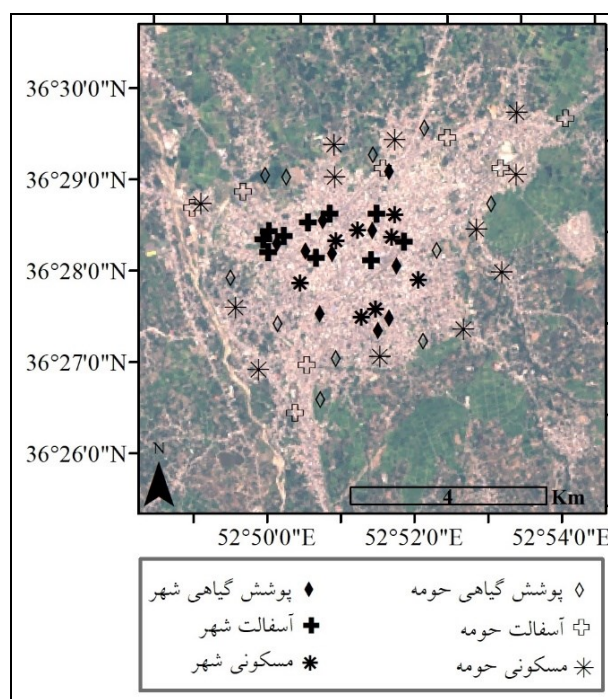 36°30'0"N
36°29'0"N
36°28'0"N
36°27'0"N
36°26'0"N
N
4 Km
52°50'0"E 52°52'0"E 52°54'0"E
پوشش گیاهی حومه پوشش گیاهی شهر
آسفالت حومه آسفالت شهر
مسکونی حومه مسکونی شهر